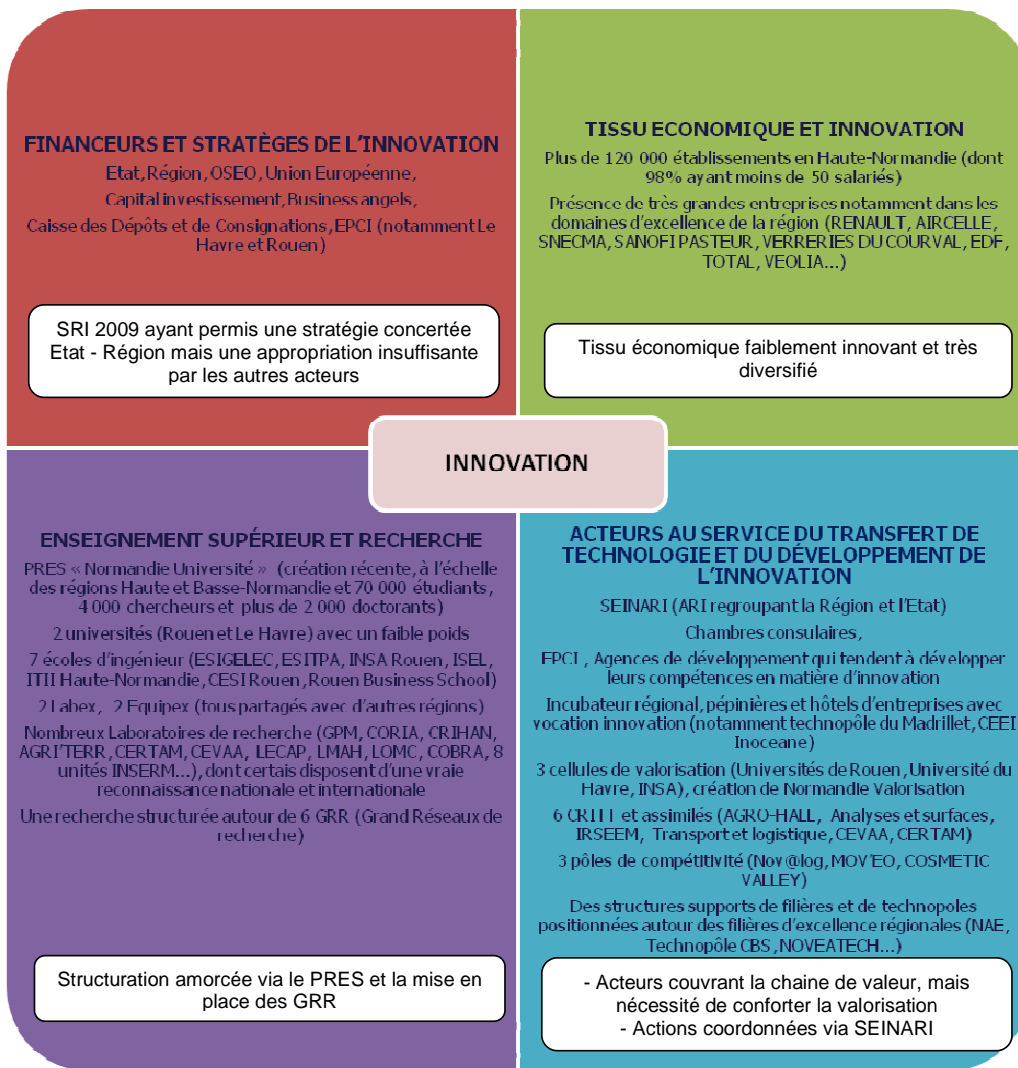 FINANCEURS ET STRATÈGES DE L'INNOVATION
Etat, Région, OSEO, Union Européenne,
Capital investissement, Business angels,
Caisse des Dépôts et de Consignations, EPCI (notamment Le
Havre et Rouen)
SRI 2009 ayant permis une stratégie concertée
Etat - Région mais une appropriation insuffisante
par les autres acteurs
TISSU ECONOMIQUE ET INNOVATION
Plus de 120 000 établissements en Haute-Normandie (dont
98% ayant moins de 50 salariés)
Présence de très grandes entreprises notamment dans les
domaines d'excellence de la région (RENAULT, AIRCELLE,
SNECMA, SANOFI PASTEUR, VERRERIES DU COURVAL, EDF,
TOTAL, VEOLIA...)
Tissu économique faiblement innovant et très
diversifié
INNOVATION
ENSEIGNEMENT SUPÉRIEUR ET RECHERCHE
PRES « Normandie Université » (création récente, à l'échelle
des régions Haute et Basse-Normandie et 70 000 étudiants,
4 000 chercheurs et plus de 2 000 doctorants)
2 universités (Rouen et Le Havre) avec un faible poids
7 écoles d'ingénieur (ESIGELEC, ESITPA, INSA Rouen, ISEL,
ITII Haute-Normandie, CESI Rouen, Rouen Business School)
2 Labex, 2 Equipex (tous partagés avec d'autres régions)
Nombreux Laboratoires de recherche (GPM, CORIA, CRIHAN,
AGRI'TERR, CERTAM, CEVAA, LECAP, LMAH, LOMC, COBRA, 8
unités INSERM...), dont certais disposent d'une vraie
reconnaissance nationale et internationale
Une recherche structurée autour de 6 GRR (Grand Réseaux de
recherche)
Structuration amorcée via le PRES et la mise en
place des GRR
ACTEURS AU SERVICE DU TRANSFERT DE
TECHNOLOGIE ET DU DÉVELOPPEMENT DE
L'INNOVATION
SEINARI (ARI regroupant la Région et l'Etat)
Chambres consulaires,
EPCI, Agences de développement qui tendent à développer
leurs compétences en matière d'innovation
Incubateur régional, pépinières et hôtels d'entreprises avec
vocation innovation (notamment technopôle du Madrillet, CEEI
Inoceane)
3 cellules de valorisation (Universités de Rouen, Université du
Havre, INSA), création de Normandie Valorisation
6 CRITT et assimilés (AGRO-HALL, Analyses et surfaces,
IRSEEM, Transport et logistique, CEVAA, CERTAM)
3 pôles de compétitivité (Nov@log, MOV'EO, COSMETIC
VALLEY)
Des structures supports de filières et de technopoles
positionnées autour des filières d'excellence régionales (NAE,
Technopôle CBS, NOVEATECH...)
- Acteurs couvrant la chaine de valeur, mais
nécessité de conforter la valorisation
- Actions coordonnées via SEINARI